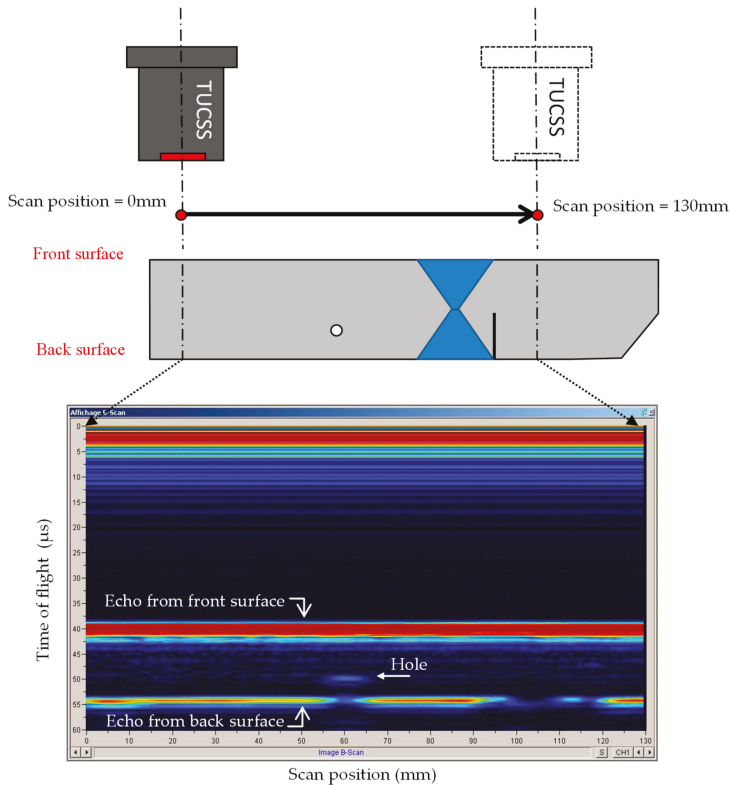 TUCSS
TUCSS
Scan position = 0mm
Scan position = 130mm
Front surface
Back surface
Affichage B-Scan
0
5
10
15
20
25
30
35
40
45
50
55
60
Time of flight (µs)
Echo from front surface
Hole
Echo from back surface
0 10 20 30 40 50 60 70 80 90 100 110 120 130
Image B-Scan
S CH1
Scan position (mm)